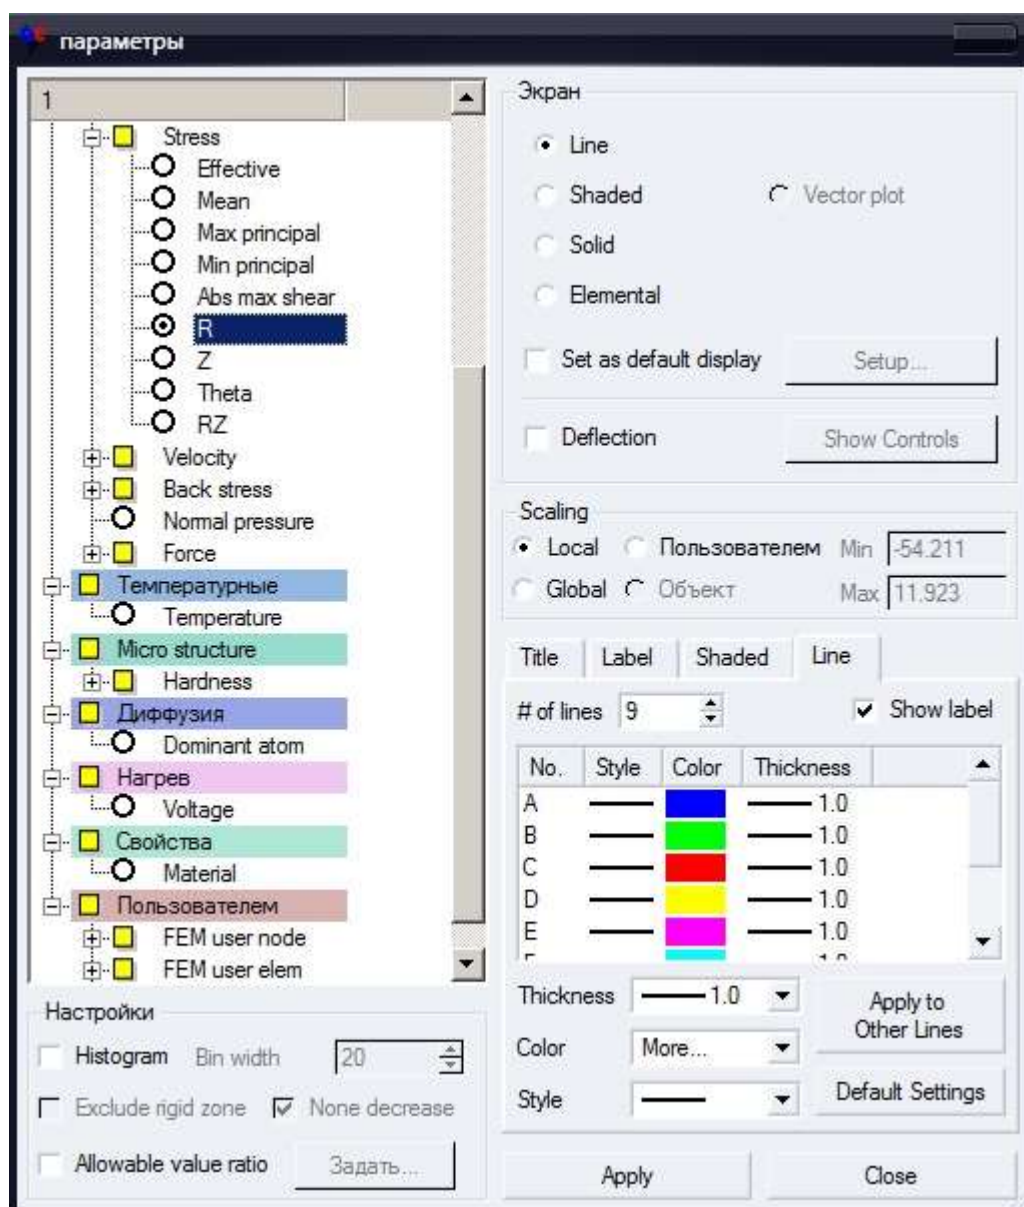 параметры
1
Stress
Effective
Mean
Max principal
Min principal
Abs max shear
R
Z
Theta
RZ
Velocity
Back stress
Normal pressure
Force
Температурные
Temperature
Micro structure
Hardness
Диффузия
Dominant atom
Нагрев
Voltage
Свойства
Material
Пользователем
FEM user node
FEM user elem
Настройки
Histogram Bin width 20
Exclude rigid zone None decrease
Allowable value ratio Задать...
Экран
Line
Shaded Vector plot
Solid
Elemental
Set as default display Setup...
Deflection Show Controls
Scaling
Local Пользователем Min -54.211
Global Объект Max 11.923
Title Label Shaded Line
# of lines 9 Show label
No. Style Color Thickness
A 1.0
B 1.0
C 1.0
D 1.0
E 1.0
Thickness 1.0 Apply to
Other Lines
Color More...
Style Default Settings
Apply Close